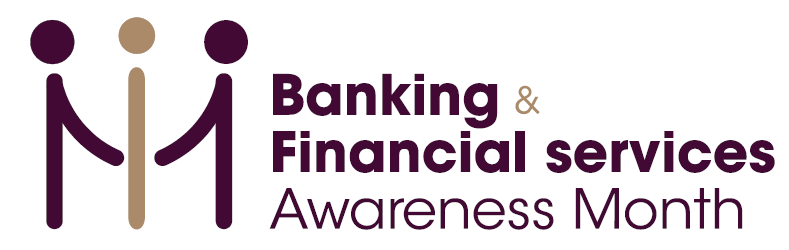 Banking &
Financial services
Awareness Month